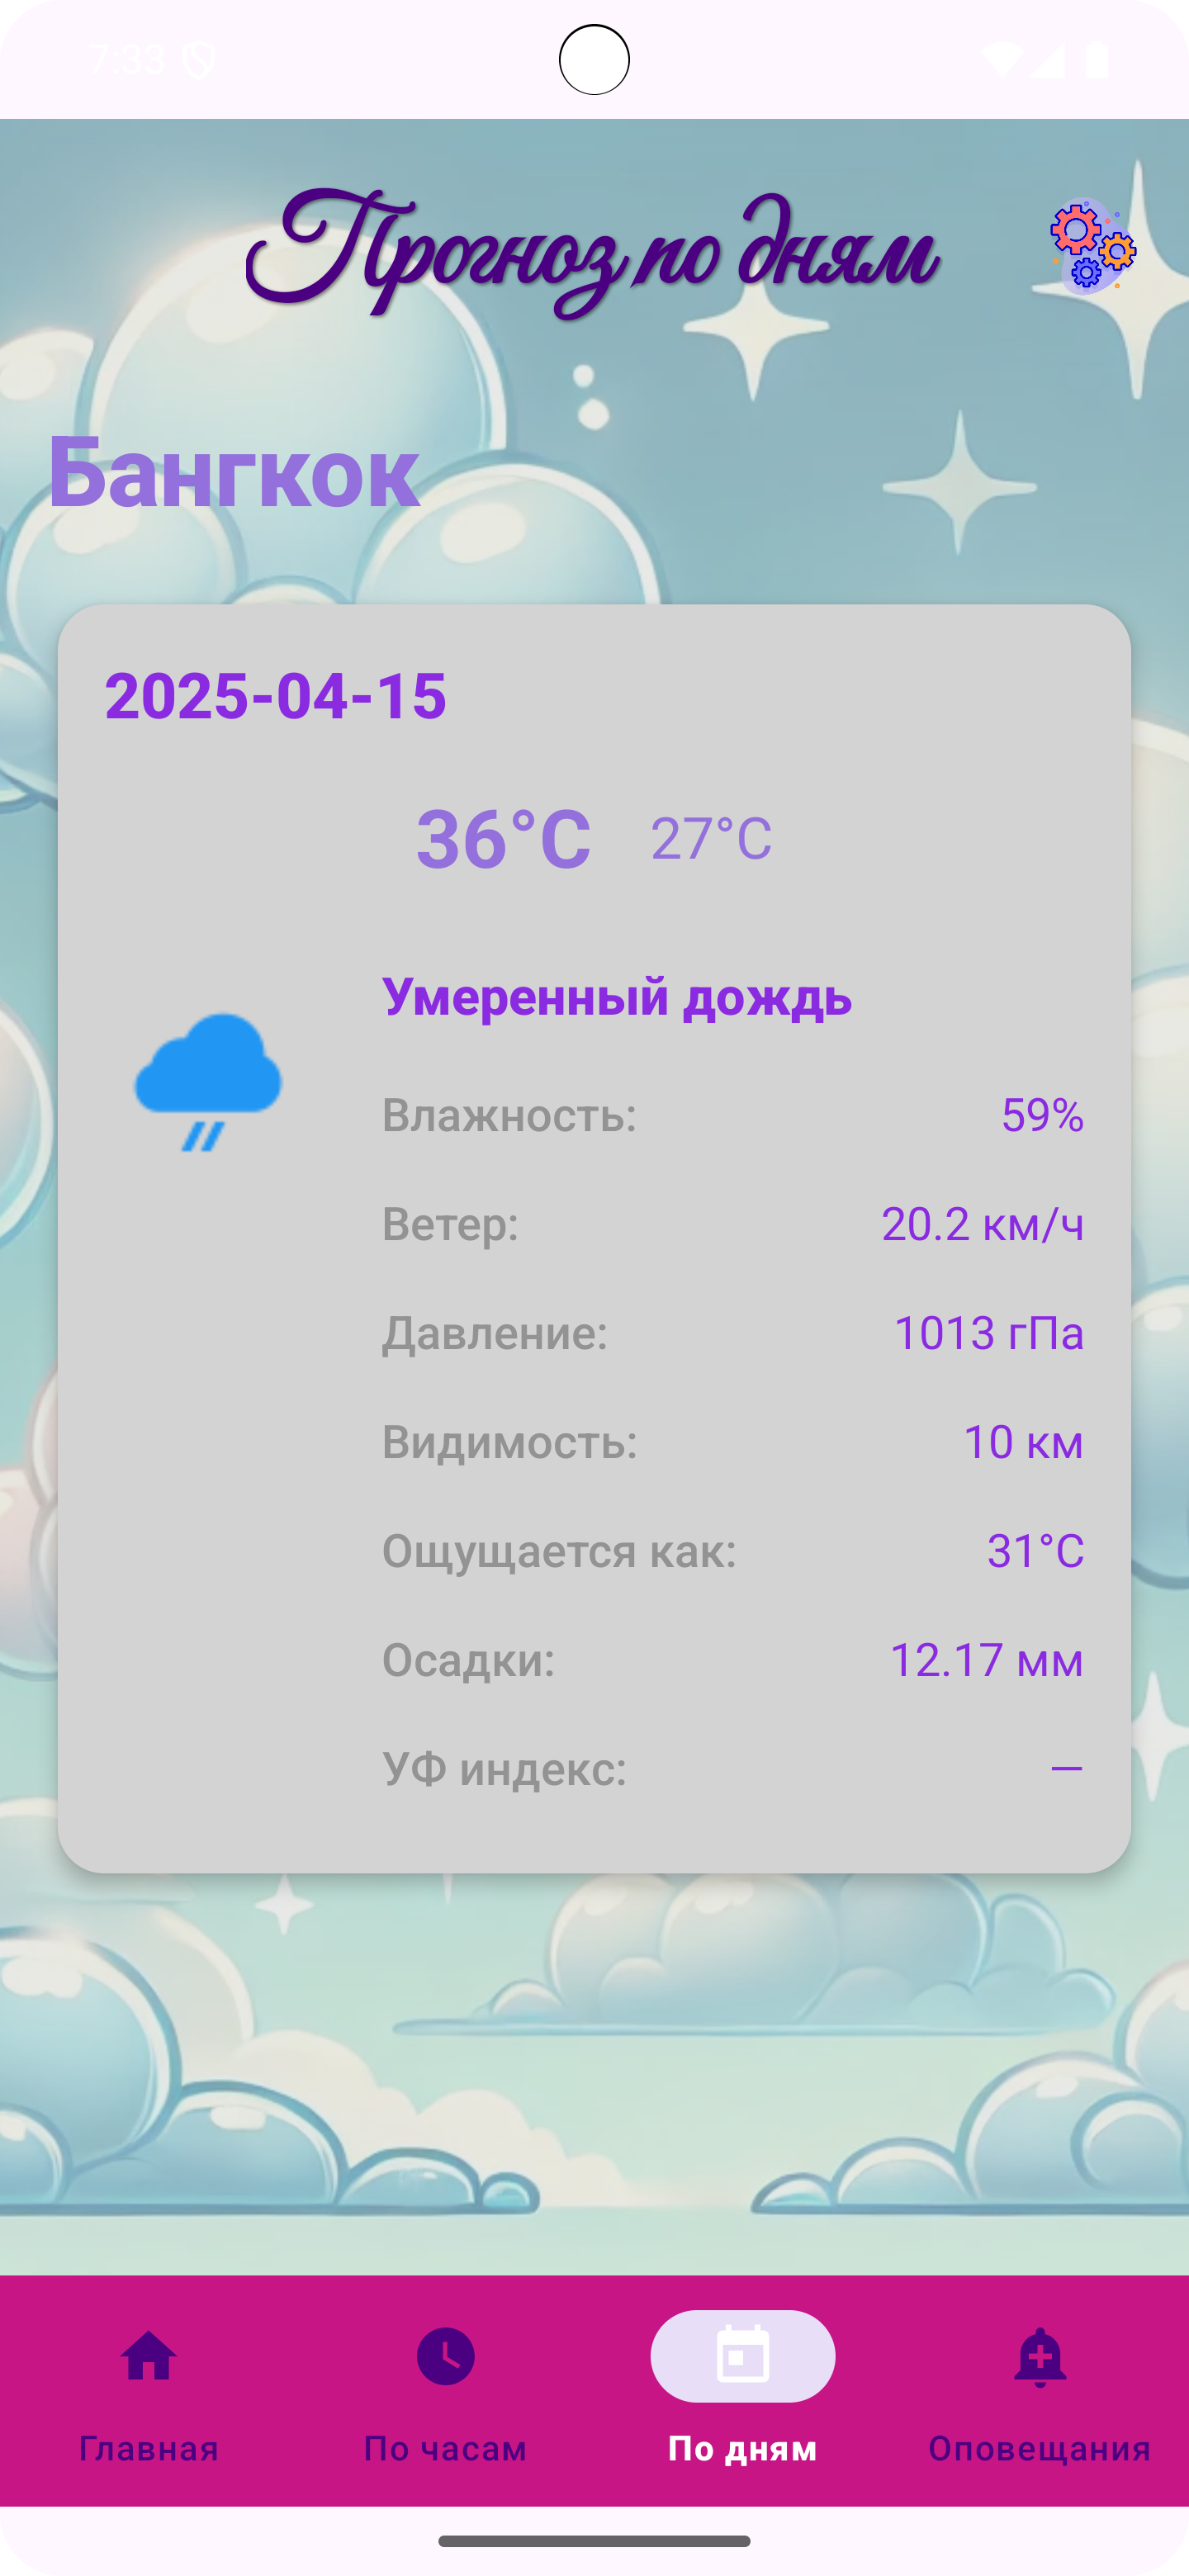 7:33
Прогноз по дням
Бангкок
2025-04-15
36°C 27°C
Умеренный дождь
Влажность: 59%
Ветер: 20.2 км/ч
Давление: 1013 гПа
Видимость: 10 км
Ощущается как: 31°C
Осадки: 12.17 мм
УФ индекс: —
Главная По часам По дням Оповещания